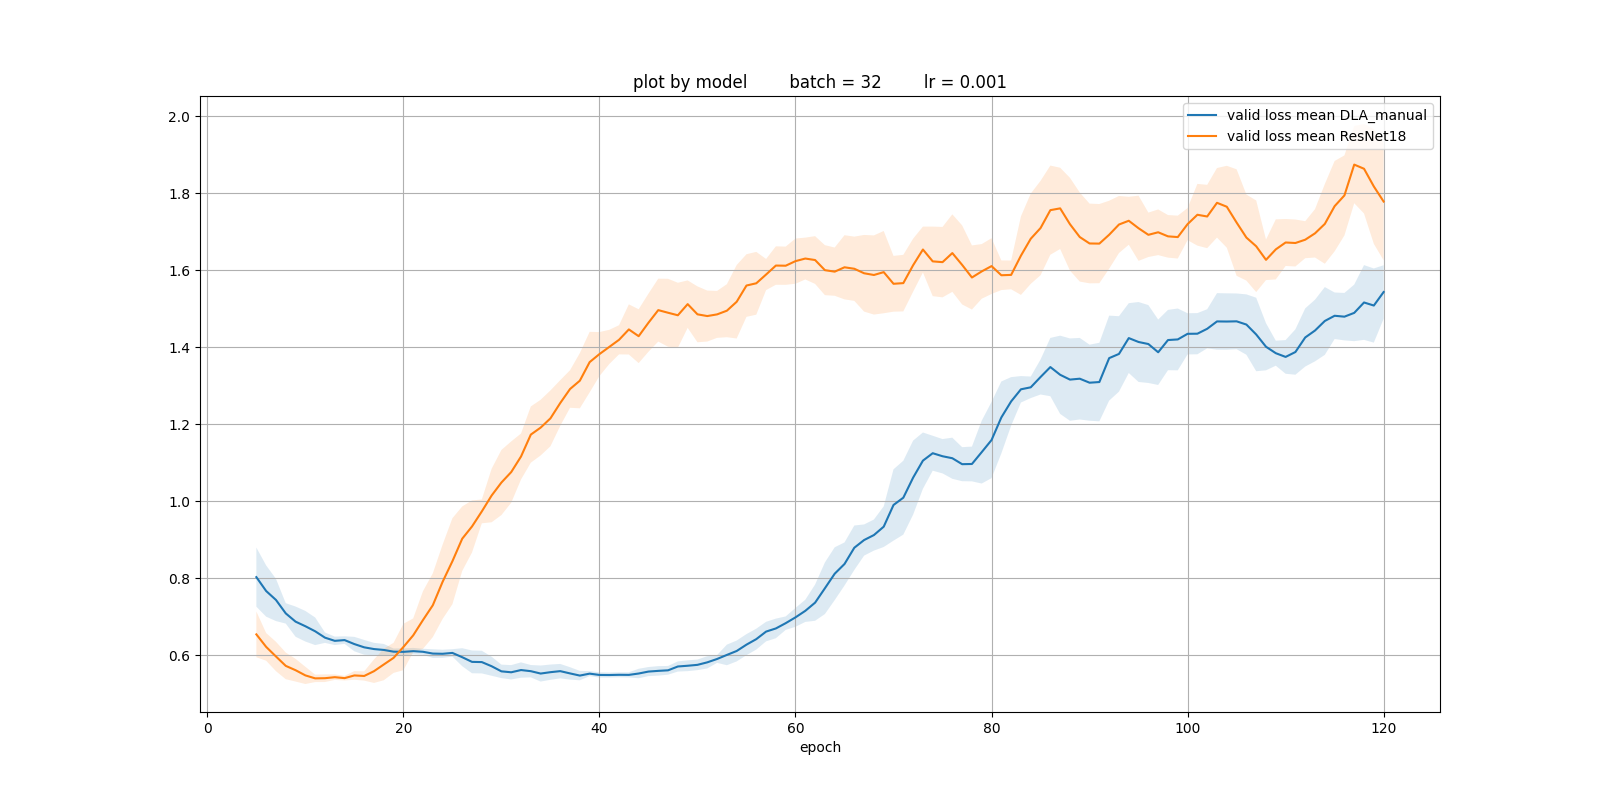 plot by model batch = 32 lr = 0.001
valid loss mean DLA_manual
valid loss mean ResNet18
2.0
1.8
1.6
1.4
1.2
1.0
0.8
0.6
0 20 40 60 80 100 120
epoch